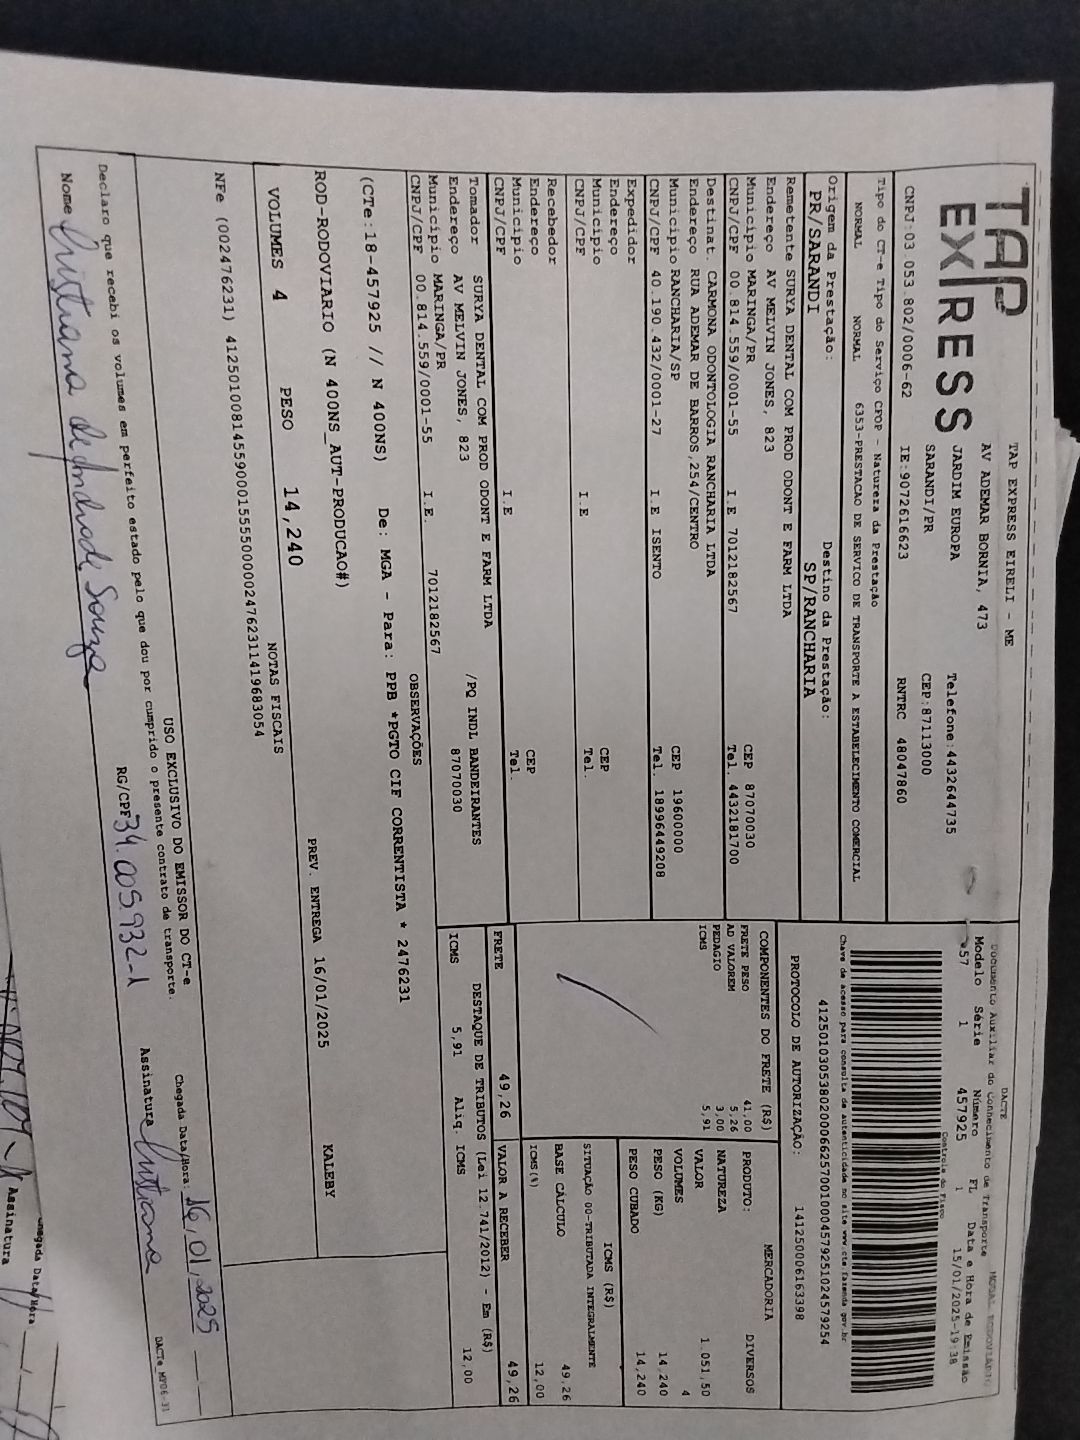 TAP
EXPRESS
TAP EXPRESS EIRELI - ME
AV ADEMAR BORNIA, 473
JARDIM EUROPA
Telefone:4432644735
SARANDI/PR
CEP:87113000
CNPJ:03.053.802/0006-62
IE:9072616623
RNTRC 48047860
DACTE
Documento Auxiliar do Conhecimento de Transporte
MODAL RODOVIÁRIO
Modelo Série Número FL Data e Hora de Emissão
57 1 457925 1 15/01/2025-19:38
Controle do Fisco
Chave de acesso para consulta de autenticidade no site www.cte.fazenda.gov.br
41250103053802000662570010004579251024579254
PROTOCOLO DE AUTORIZAÇÃO: 141250006163398
Tipo do CT-e Tipo do Serviço CFOP - Natureza da Prestação
NORMAL NORMAL 6353-PRESTACAO DE SERVICO DE TRANSPORTE A ESTABELECIMENTO COMERCIAL
Origem da Prestação: Destino da Prestação:
PR/SARANDI SP/RANCHARIA
Remetente SURYA DENTAL COM PROD ODONT E FARM LTDA
Endereço AV MELVIN JONES, 823
Município MARINGA/PR CEP 87070030
CNPJ/CPF 00.814.559/0001-55 I.E 7012182567 Tel. 4432181700
Destinat. CARMONA ODONTOLOGIA RANCHARIA LTDA
Endereço RUA ADEMAR DE BARROS,254/CENTRO
Município RANCHARIA/SP CEP 19600000
CNPJ/CPF 40.190.432/0001-27 I.E ISENTO Tel. 18996449208
Expedidor
Endereço
Município CEP
CNPJ/CPF I.E Tel.
Recebedor
Endereço
Município CEP
CNPJ/CPF I.E Tel.
Tomador SURYA DENTAL COM PROD ODONT E FARM LTDA
Endereço AV MELVIN JONES, 823 /PQ INDL BANDEIRANTES
Município MARINGA/PR 87070030
CNPJ/CPF 00.814.559/0001-55 I.E. 7012182567
COMPONENTES DO FRETE (R$)
FRETE PESO 41,00
AD VALOREM 5,26
PEDAGIO 3,00
ICMS 5,91
PRODUTO: MERCADORIA
NATUREZA DIVERSOS
VALOR 1.051,50
VOLUMES 4
PESO (KG) 14,240
PESO CUBADO 14,240
ICMS (R$)
SITUAÇÃO 00-TRIBUTADA INTEGRALMENTE
BASE CÁLCULO 49,26
ICMS(%) 12,00
FRETE 49,26
VALOR A RECEBER 49,26
DESTAQUE DE TRIBUTOS (Lei 12.741/2012) - Em (R$)
ICMS 5,91 Aliq. ICMS 12,00
OBSERVAÇÕES
(CTe:18-457925 // N 400NS) De: MGA - Para: PPB *PGTO CIF CORRENTISTA * 2476231
ROD-RODOVIARIO (N 400NS_AUT-PRODUCAO#)
PREV. ENTREGA 16/01/2025 KALEBY
VOLUMES 4 PESO 14,240
NOTAS FISCAIS
NFe (002476231) 41250100814559000155550000024762311419683054
USO EXCLUSIVO DO EMISSOR DO CT-e
Declaro que recebi os volumes em perfeito estado pelo que dou por cumprido o presente contrato de transporte.
Chegada Data/Hora: 16/01/2025
Nome Cristiana de Andrade Souza RG/CPF 34.005.932-1 Assinatura Cristiana
DACTe_MP06-31
Chegada Data/Hora:
Assinatura